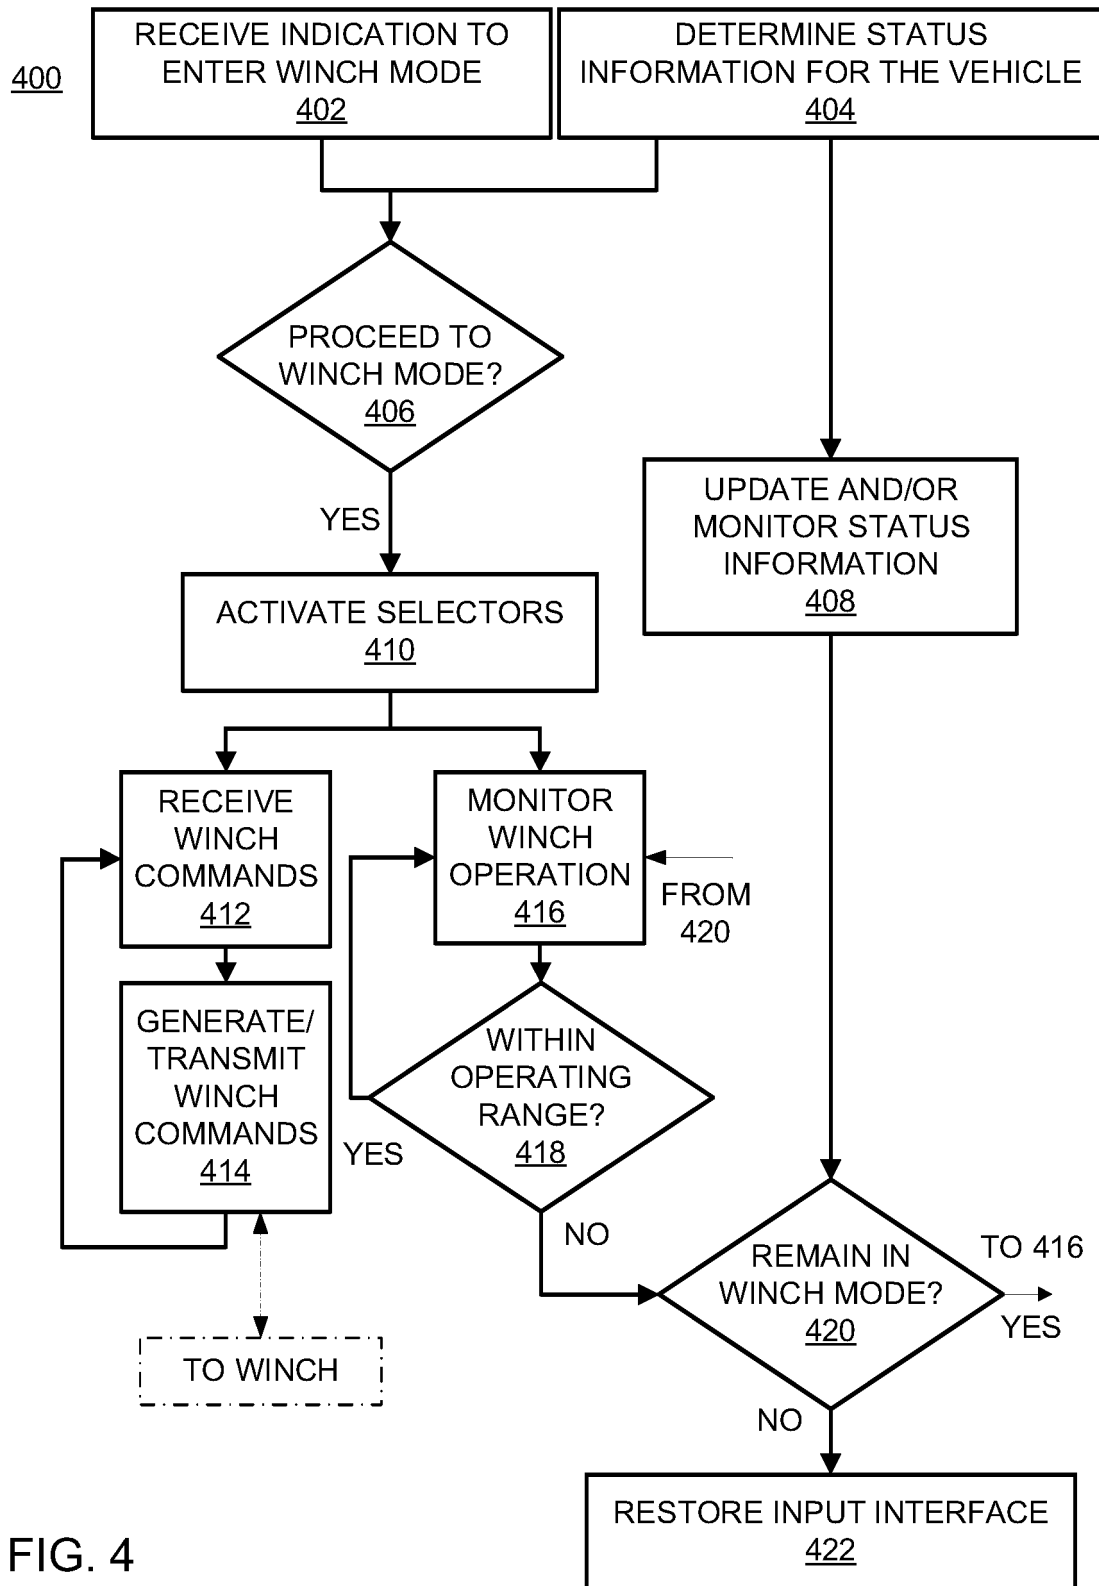 400
RECEIVE INDICATION TO
ENTER WINCH MODE
402
DETERMINE STATUS
INFORMATION FOR THE VEHICLE
404
PROCEED TO
WINCH MODE?
406
YES
UPDATE AND/OR
MONITOR STATUS
INFORMATION
408
ACTIVATE SELECTORS
410
RECEIVE
WINCH
COMMANDS
412
MONITOR
WINCH
OPERATION
416
FROM
420
GENERATE/
TRANSMIT
WINCH
COMMANDS
414
WITHIN
OPERATING
RANGE?
418
YES
NO
REMAIN IN
WINCH MODE?
420
TO 416
YES
TO WINCH
NO
RESTORE INPUT INTERFACE
422
FIG. 4